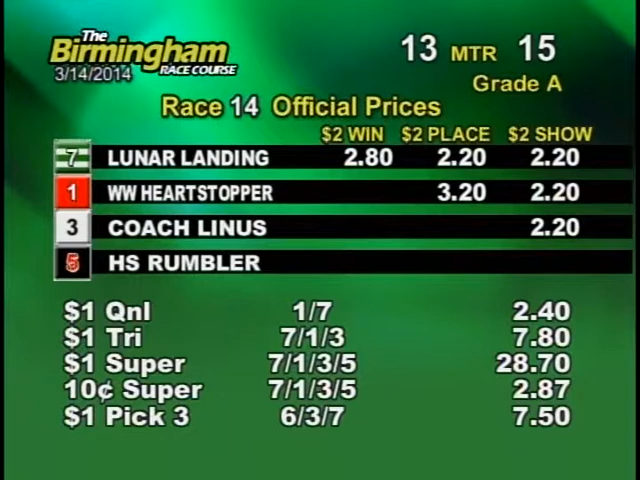 The
Birmingham
RACE COURSE
3/14/2014
13 MTR 15
Grade A
Race 14 Official Prices
$2 WIN $2 PLACE $2 SHOW
7 LUNAR LANDING 2.80 2.20 2.20
1 WW HEARTSTOPPER 3.20 2.20
3 COACH LINUS 2.20
5 HS RUMBLER
$1 Qnl 1/7 2.40
$1 Tri 7/1/3 7.80
$1 Super 7/1/3/5 28.70
10¢ Super 7/1/3/5 2.87
$1 Pick 3 6/3/7 7.50